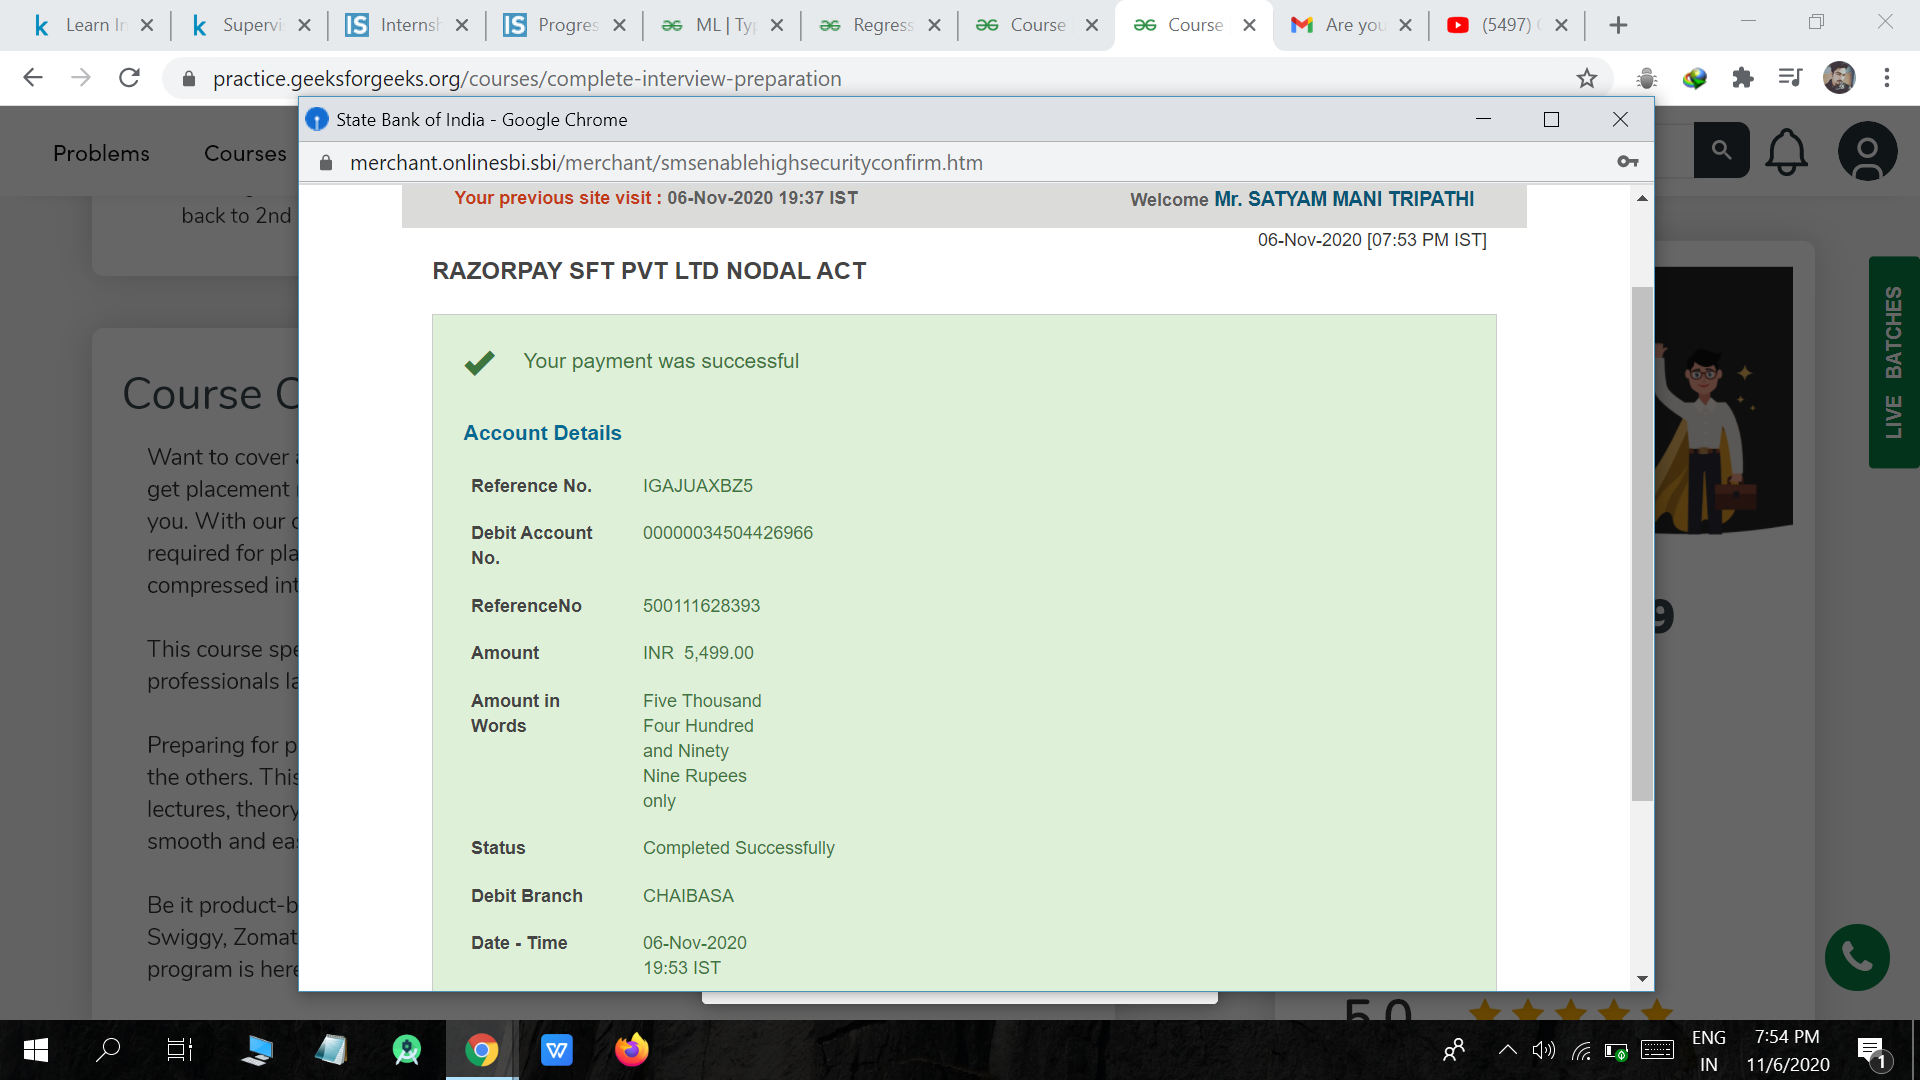 Learn In
Supervi
Internsh
Progres
ML | Typ
Regress
Course
Course
Are you
(5497)
practice.geeksforgeeks.org/courses/complete-interview-preparation
State Bank of India - Google Chrome
merchant.onlinesbi.sbi/merchant/smsenablehighsecurityconfirm.htm
Problems
Courses
back to 2nd
Your previous site visit : 06-Nov-2020 19:37 IST
Welcome Mr. SATYAM MANI TRIPATHI
06-Nov-2020 [07:53 PM IST]
RAZORPAY SFT PVT LTD NODAL ACT
Your payment was successful
Account Details
Reference No. IGAJUAXBZ5
Debit Account No. 00000034504426966
ReferenceNo 500111628393
Amount INR 5,499.00
Amount in Words Five Thousand
Four Hundred
and Ninety
Nine Rupees
only
Status Completed Successfully
Debit Branch CHAIBASA
Date - Time 06-Nov-2020
19:53 IST
Course C
Want to cover
get placement
you. With our
required for pla
compressed int
This course spe
professionals la
Preparing for p
the others. This
lectures, theory
smooth and eas
Be it product-b
Swiggy, Zomat
program is here
LIVE BATCHES
9
5.0
ENG
IN
7:54 PM
11/6/2020
1